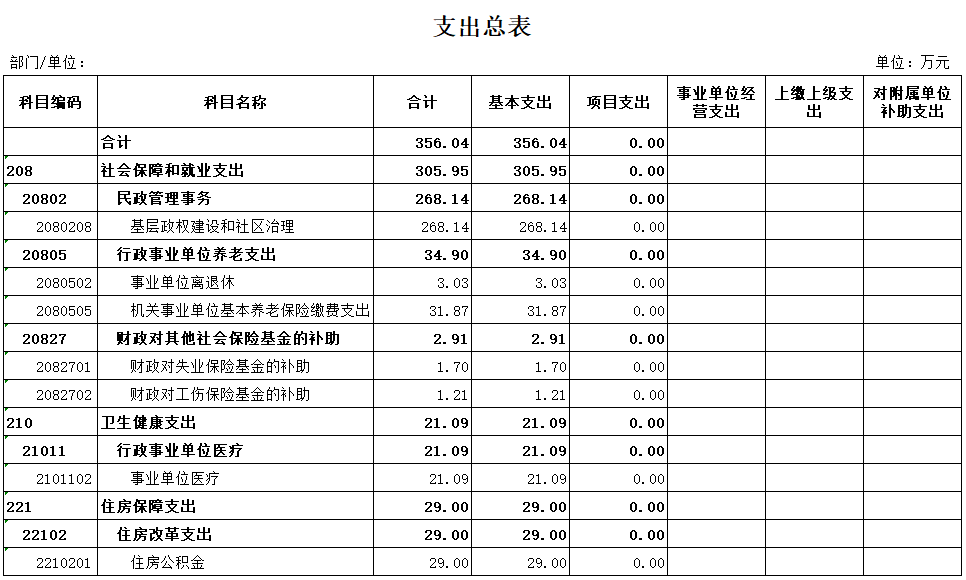 支出总表
部门/单位： 单位：万元
科目编码 科目名称 合计 基本支出 项目支出 事业单位经营支出 上缴上级支出 对附属单位补助支出
合计 356.04 356.04 0.00
208 社会保障和就业支出 305.95 305.95 0.00
20802 民政管理事务 268.14 268.14 0.00
2080208 基层政权建设和社区治理 268.14 268.14 0.00
20805 行政事业单位养老支出 34.90 34.90 0.00
2080502 事业单位离退休 3.03 3.03 0.00
2080505 机关事业单位基本养老保险缴费支出 31.87 31.87 0.00
20827 财政对其他社会保险基金的补助 2.91 2.91 0.00
2082701 财政对失业保险基金的补助 1.70 1.70 0.00
2082702 财政对工伤保险基金的补助 1.21 1.21 0.00
210 卫生健康支出 21.09 21.09 0.00
21011 行政事业单位医疗 21.09 21.09 0.00
2101102 事业单位医疗 21.09 21.09 0.00
221 住房保障支出 29.00 29.00 0.00
22102 住房改革支出 29.00 29.00 0.00
2210201 住房公积金 29.00 29.00 0.00